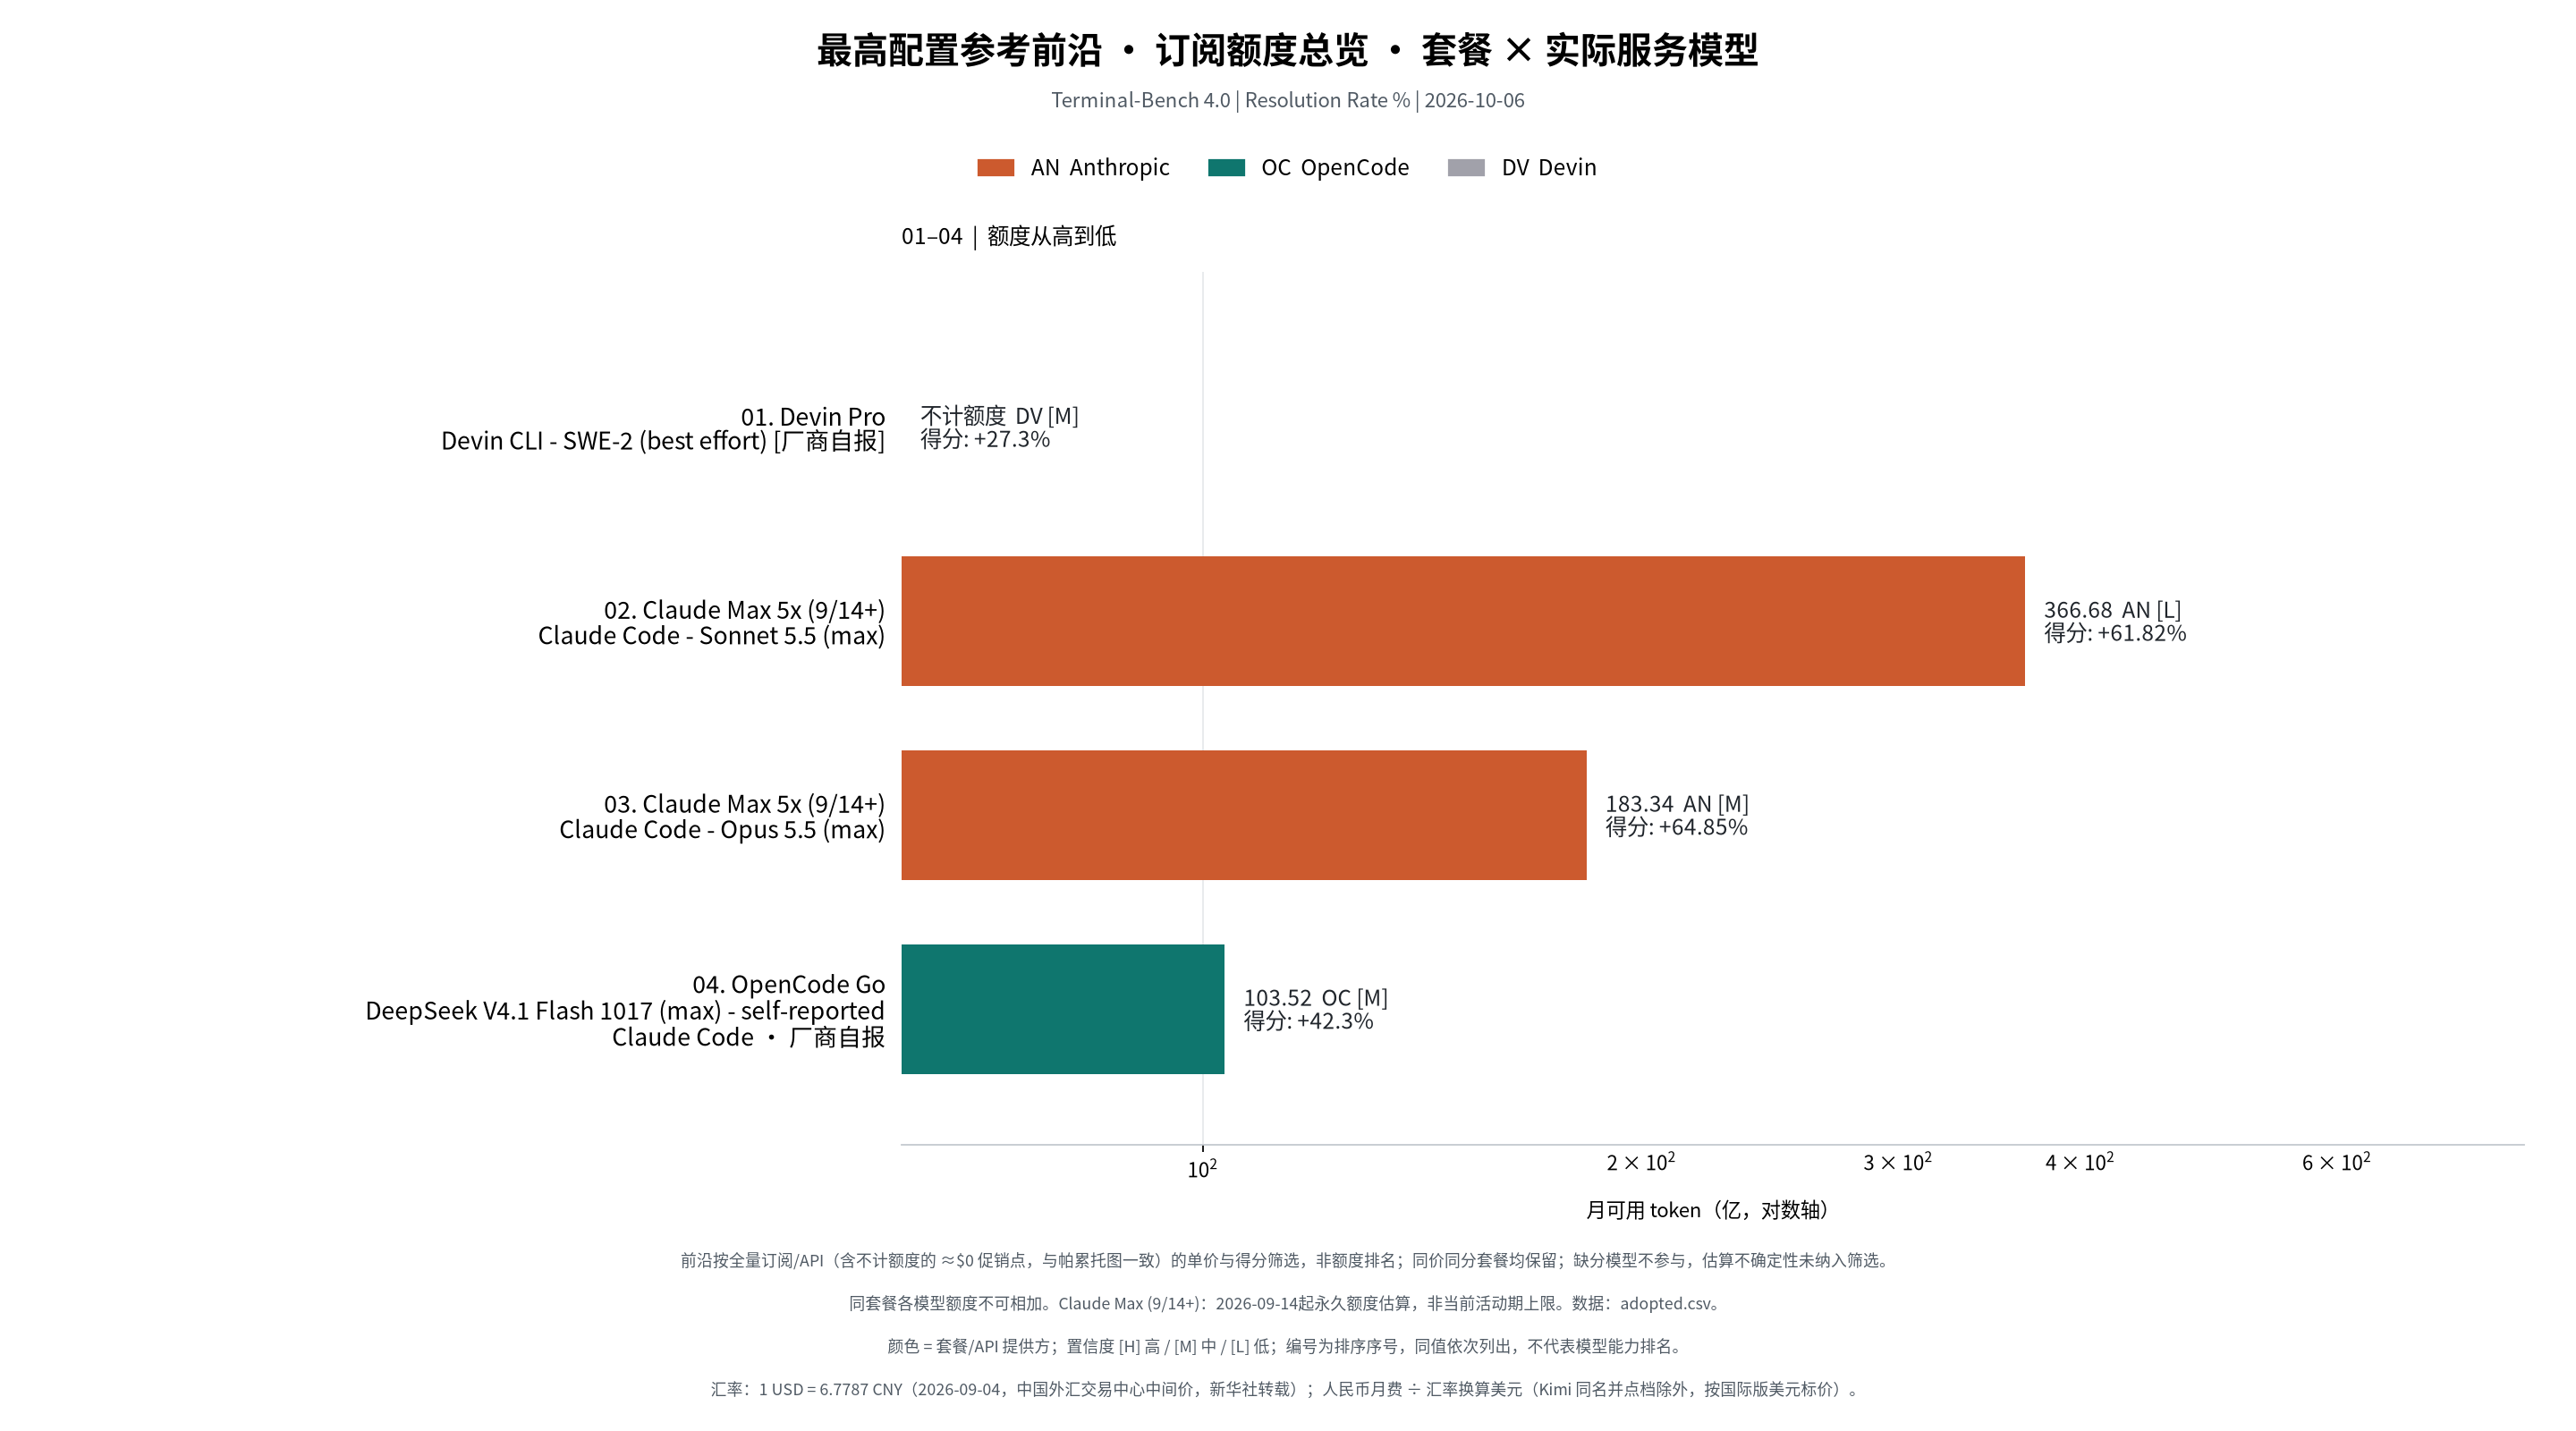 最高配置参考前沿 · 订阅额度总览 · 套餐 × 实际服务模型
Terminal-Bench 4.0 | Resolution Rate % | 2026-10-06
AN Anthropic
OC OpenCode
DV Devin
01–04 | 额度从高到低
01. Devin Pro
Devin CLI - SWE-2 (best effort) [厂商自报]
不计额度 DV [M]
得分: +27.3%
02. Claude Max 5x (9/14+)
Claude Code - Sonnet 5.5 (max)
366.68 AN [L]
得分: +61.82%
03. Claude Max 5x (9/14+)
Claude Code - Opus 5.5 (max)
183.34 AN [M]
得分: +64.85%
04. OpenCode Go
DeepSeek V4.1 Flash 1017 (max) - self-reported
Claude Code · 厂商自报
103.52 OC [M]
得分: +42.3%
10²
2 × 10²
3 × 10²
4 × 10²
6 × 10²
月可用 token（亿，对数轴）
前沿按全量订阅/API（含不计额度的 ≈$0 促销点，与帕累托图一致）的单价与得分筛选，非额度排名；同价同分套餐均保留；缺分模型不参与，估算不确定性未纳入筛选。
同套餐各模型额度不可相加。Claude Max (9/14+)：2026-09-14起永久额度估算，非当前活动期上限。数据：adopted.csv。
颜色 = 套餐/API 提供方；置信度 [H] 高 / [M] 中 / [L] 低；编号为排序序号，同值依次列出，不代表模型能力排名。
汇率：1 USD = 6.7787 CNY（2026-09-04，中国外汇交易中心中间价，新华社转载）；人民币月费 ÷ 汇率换算美元（Kimi 同名并点档除外，按国际版美元标价）。